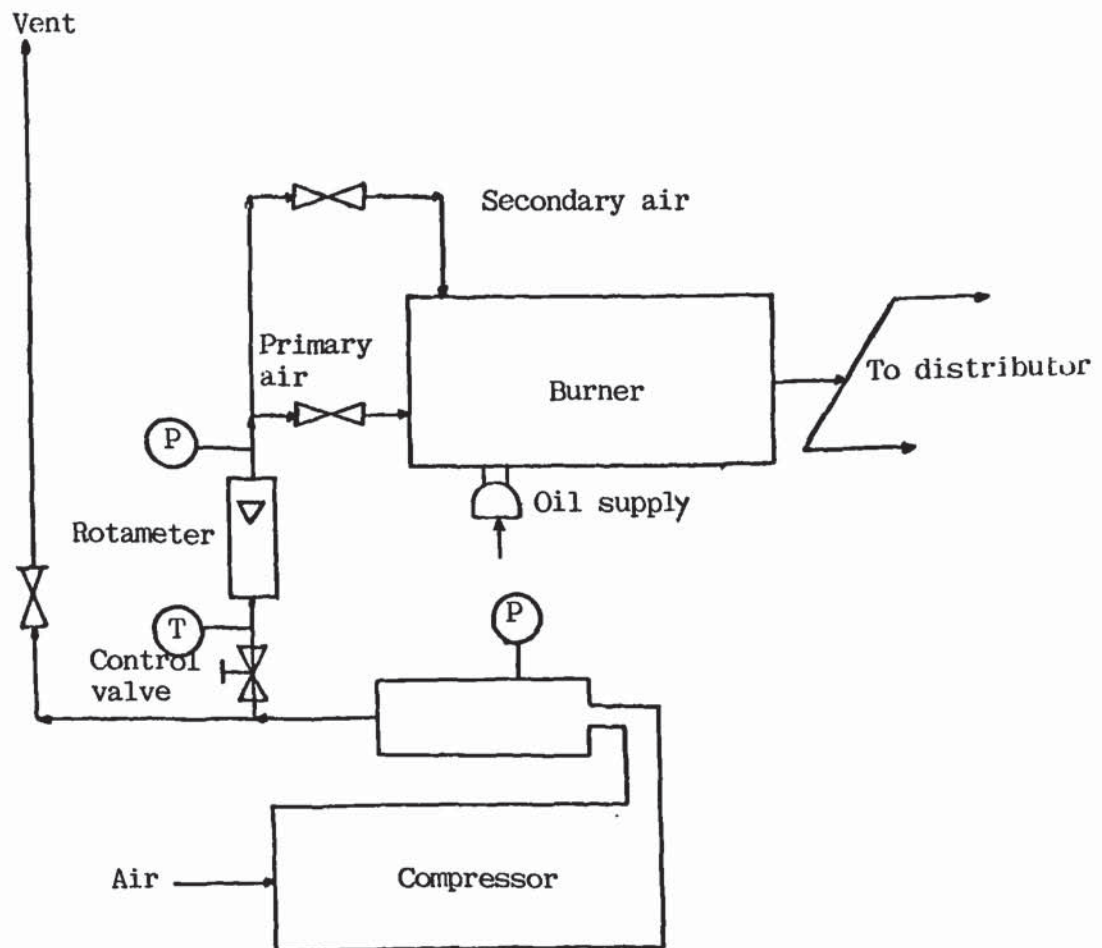 Vent
Secondary air
Primary
air
Burner
To distributor
P
Oil supply
Rotameter
P
T
Control
valve
Air
Compressor